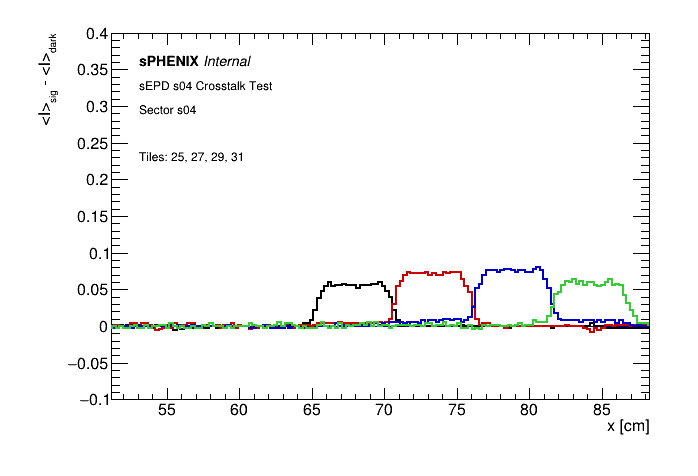 <I>sig - <I>dark
0.4
0.35
0.3
0.25
0.2
0.15
0.1
0.05
0
−0.05
−0.1
sPHENIX Internal
sEPD s04 Crosstalk Test
Sector s04
Tiles: 25, 27, 29, 31
55 60 65 70 75 80 85
x [cm]